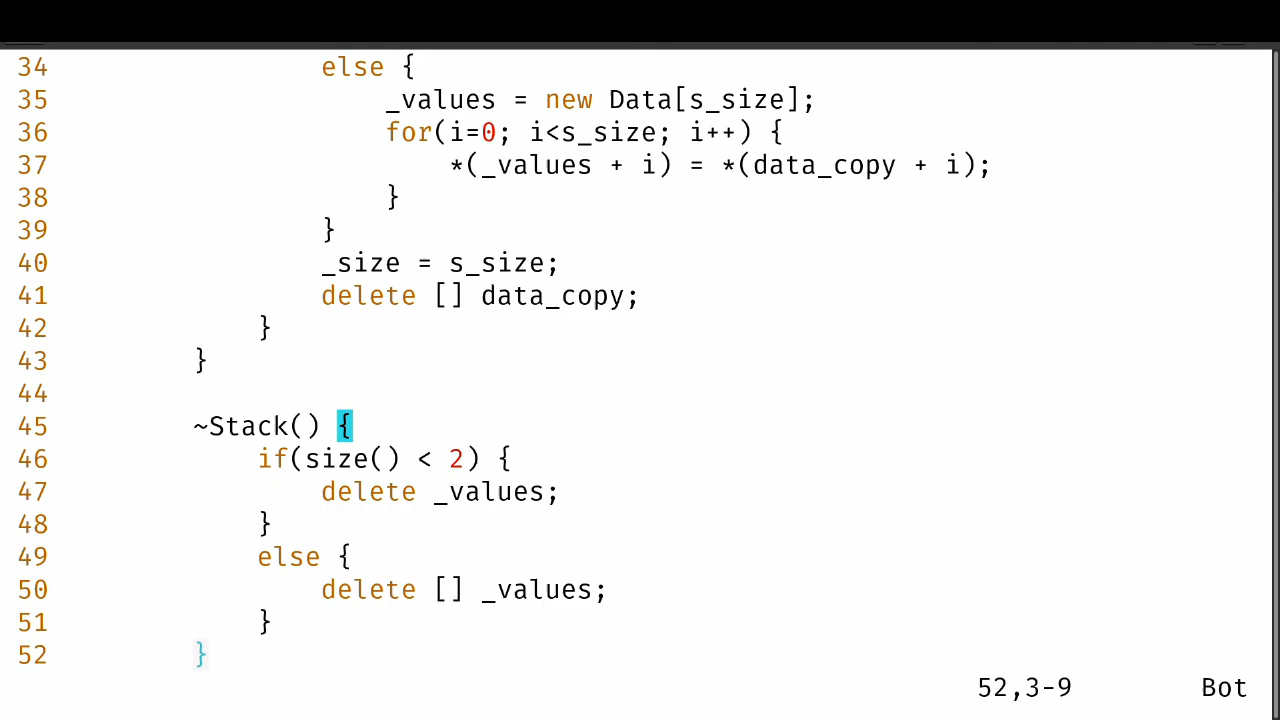 34                 else {
35                     _values = new Data[s_size];
36                     for(i=0; i<s_size; i++) {
37                         *(_values + i) = *(data_copy + i);
38                     }
39                 }
40                 _size = s_size;
41                 delete [] data_copy;
42             }
43         }
44
45         ~Stack() {
46             if(size() < 2) {
47                 delete _values;
48             }
49             else {
50                 delete [] _values;
51             }
52         }
52,3-9 Bot